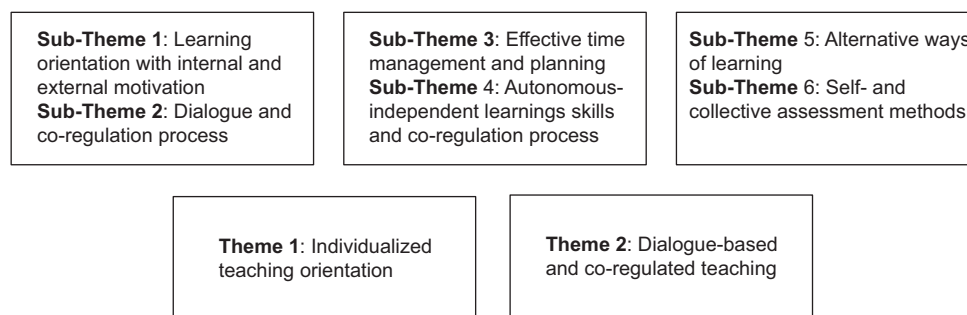 Sub-Theme 1: Learning
orientation with internal and
external motivation
Sub-Theme 2: Dialogue and
co-regulation process
Sub-Theme 3: Effective time
management and planning
Sub-Theme 4: Autonomous-
independent learnings skills
and co-regulation process
Sub-Theme 5: Alternative ways
of learning
Sub-Theme 6: Self- and
collective assessment methods
Theme 1: Individualized
teaching orientation
Theme 2: Dialogue-based
and co-regulated teaching